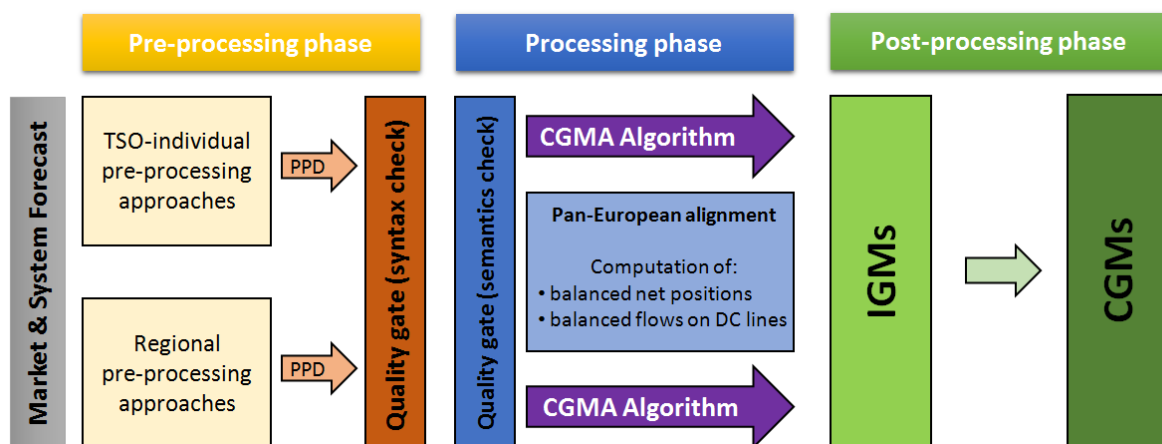 Pre-processing phase
Processing phase
Post-processing phase
Market & System Forecast
TSO-individual
pre-processing
approaches
PPD
Regional
pre-processing
approaches
PPD
Quality gate (syntax check)
Quality gate (semantics check)
CGMA Algorithm
Pan-European alignment
Computation of:
• balanced net positions
• balanced flows on DC lines
CGMA Algorithm
IGMs
CGMs